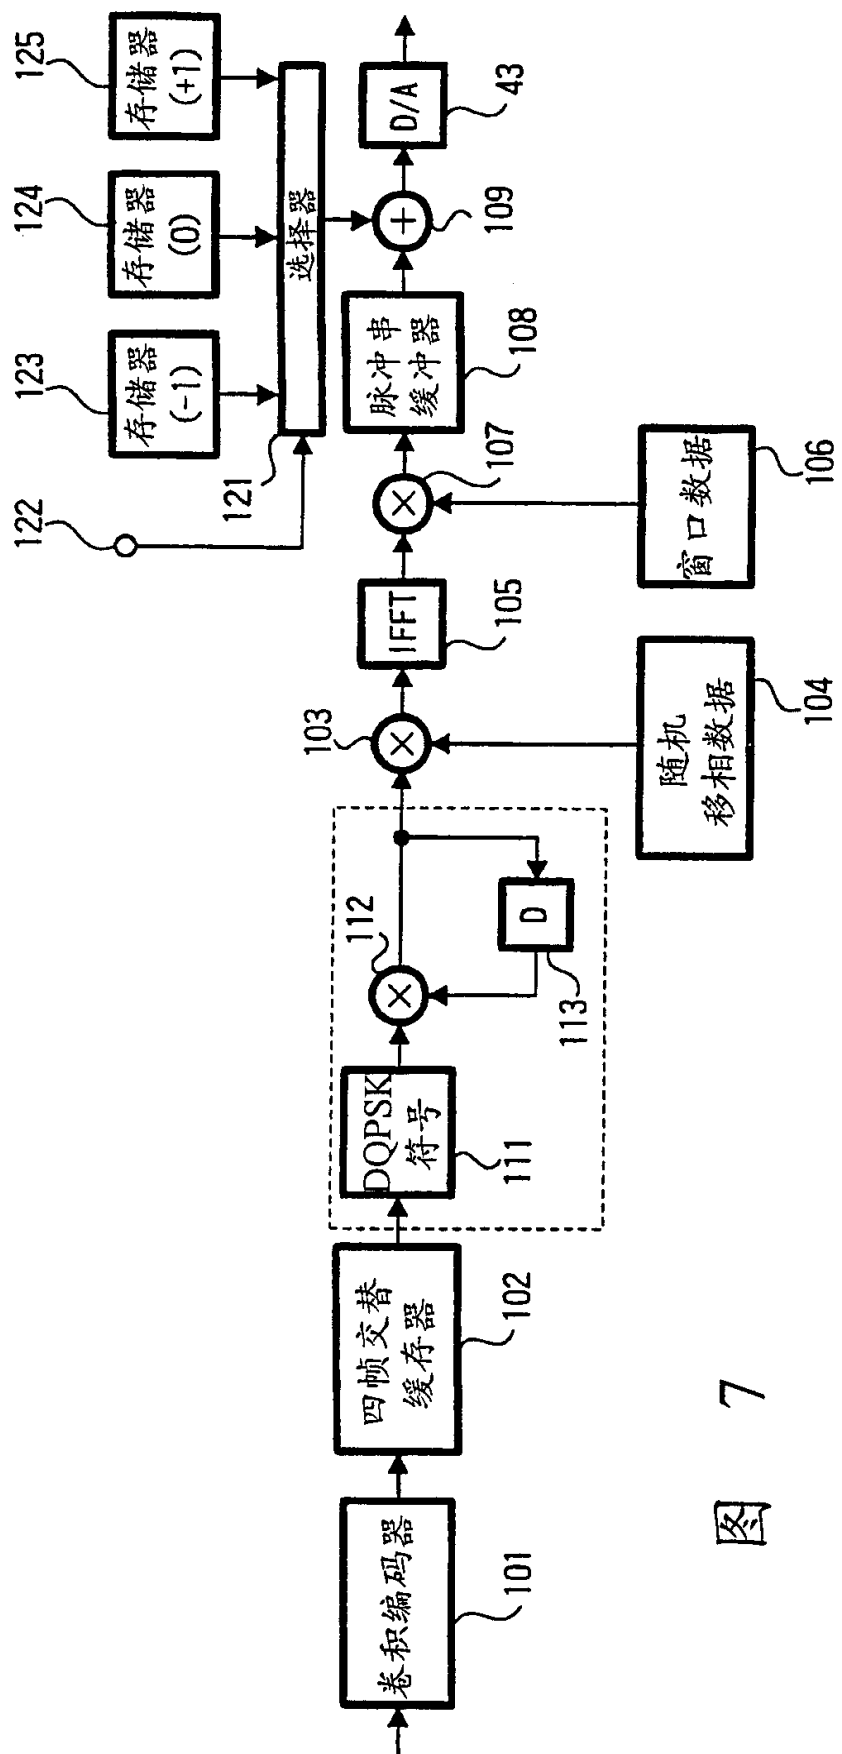 125
存储器
(+1)
124
存储器
(0)
123
存储器
(-1)
122
121
选择器
D/A
43
109
脉冲串
缓冲器
108
107
窗口数据
106
IFFT
105
103
随机
移相数据
104
112
D
113
DQPSK
符号
111
四帧交替
缓存器
102
卷积编码器
101
图 7